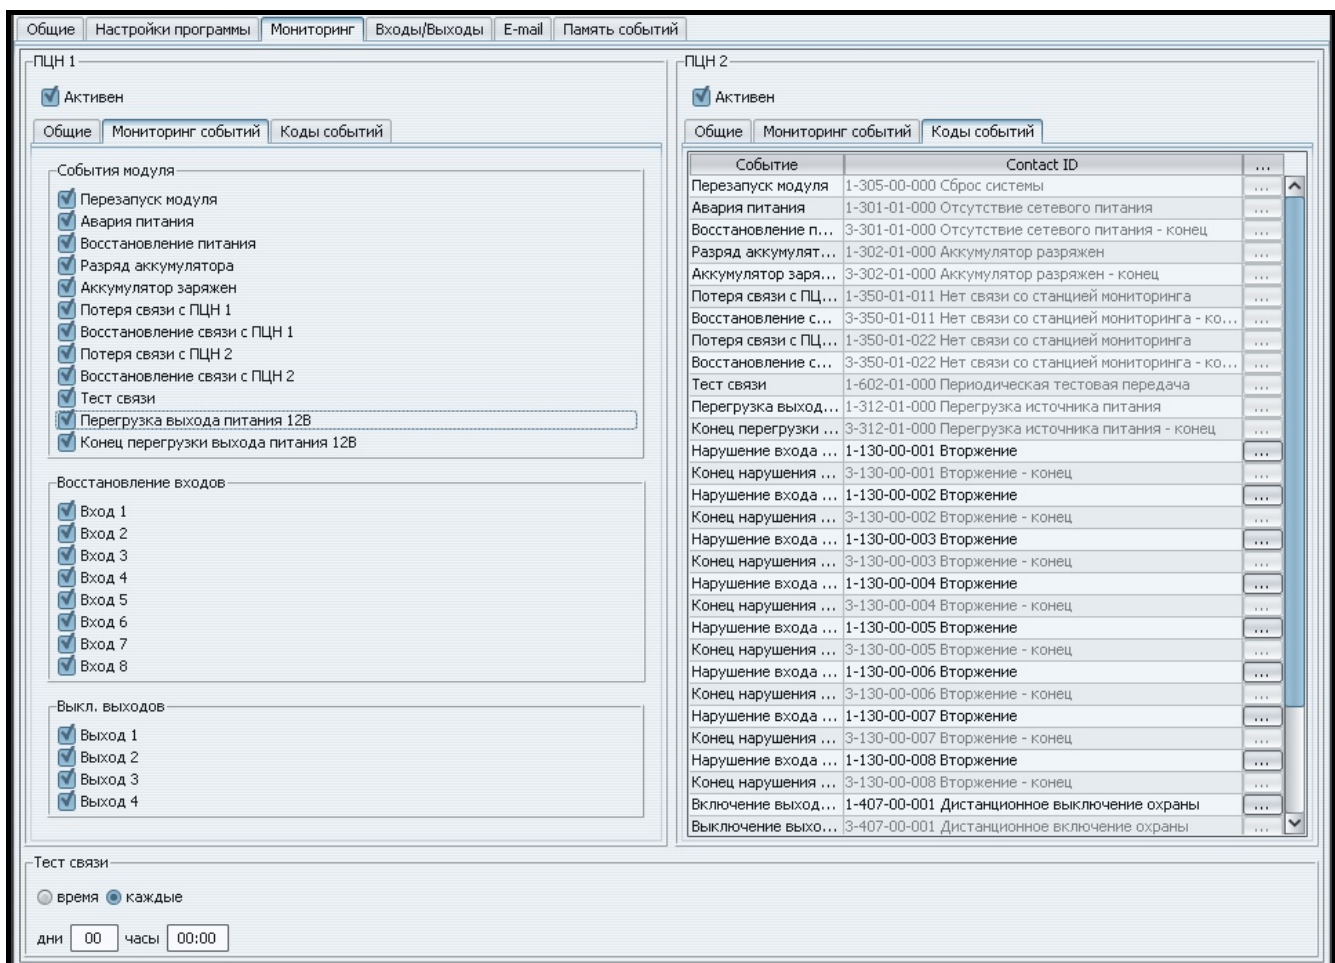 Общие Настройки программы Мониторинг Входы/Выходы E-mail Память событий
ПЦН 1
Активен
Общие Мониторинг событий Коды событий
События модуля
Перезапуск модуля
Авария питания
Восстановление питания
Разряд аккумулятора
Аккумулятор заряжен
Потеря связи с ПЦН 1
Восстановление связи с ПЦН 1
Потеря связи с ПЦН 2
Восстановление связи с ПЦН 2
Тест связи
Перегрузка выхода питания 12В
Конец перегрузки выхода питания 12В
Восстановление входов
Вход 1
Вход 2
Вход 3
Вход 4
Вход 5
Вход 6
Вход 7
Вход 8
Выкл. выходов
Выход 1
Выход 2
Выход 3
Выход 4
ПЦН 2
Активен
Общие Мониторинг событий Коды событий
Событие Contact ID ...
Перезапуск модуля 1-305-00-000 Сброс системы ...
Авария питания 1-301-01-000 Отсутствие сетевого питания ...
Восстановление п... 3-301-01-000 Отсутствие сетевого питания - конец ...
Разряд аккумулят... 1-302-01-000 Аккумулятор разряжен ...
Аккумулятор заря... 3-302-01-000 Аккумулятор разряжен - конец ...
Потеря связи с ПЦ... 1-350-01-011 Нет связи со станцией мониторинга ...
Восстановление с... 3-350-01-011 Нет связи со станцией мониторинга - ко... ...
Потеря связи с ПЦ... 1-350-01-022 Нет связи со станцией мониторинга ...
Восстановление с... 3-350-01-022 Нет связи со станцией мониторинга - ко... ...
Тест связи 1-602-01-000 Периодическая тестовая передача ...
Перегрузка выход... 1-312-01-000 Перегрузка источника питания ...
Конец перегрузки ... 3-312-01-000 Перегрузка источника питания - конец ...
Нарушение входа ... 1-130-00-001 Вторжение ...
Конец нарушения ... 3-130-00-001 Вторжение - конец ...
Нарушение входа ... 1-130-00-002 Вторжение ...
Конец нарушения ... 3-130-00-002 Вторжение - конец ...
Нарушение входа ... 1-130-00-003 Вторжение ...
Конец нарушения ... 3-130-00-003 Вторжение - конец ...
Нарушение входа ... 1-130-00-004 Вторжение ...
Конец нарушения ... 3-130-00-004 Вторжение - конец ...
Нарушение входа ... 1-130-00-005 Вторжение ...
Конец нарушения ... 3-130-00-005 Вторжение - конец ...
Нарушение входа ... 1-130-00-006 Вторжение ...
Конец нарушения ... 3-130-00-006 Вторжение - конец ...
Нарушение входа ... 1-130-00-007 Вторжение ...
Конец нарушения ... 3-130-00-007 Вторжение - конец ...
Нарушение входа ... 1-130-00-008 Вторжение ...
Конец нарушения ... 3-130-00-008 Вторжение - конец ...
Включение выход... 1-407-00-001 Дистанционное выключение охраны ...
Выключение выхо... 3-407-00-001 Дистанционное включение охраны ...
Тест связи
время каждые
дни 00 часы 00:00